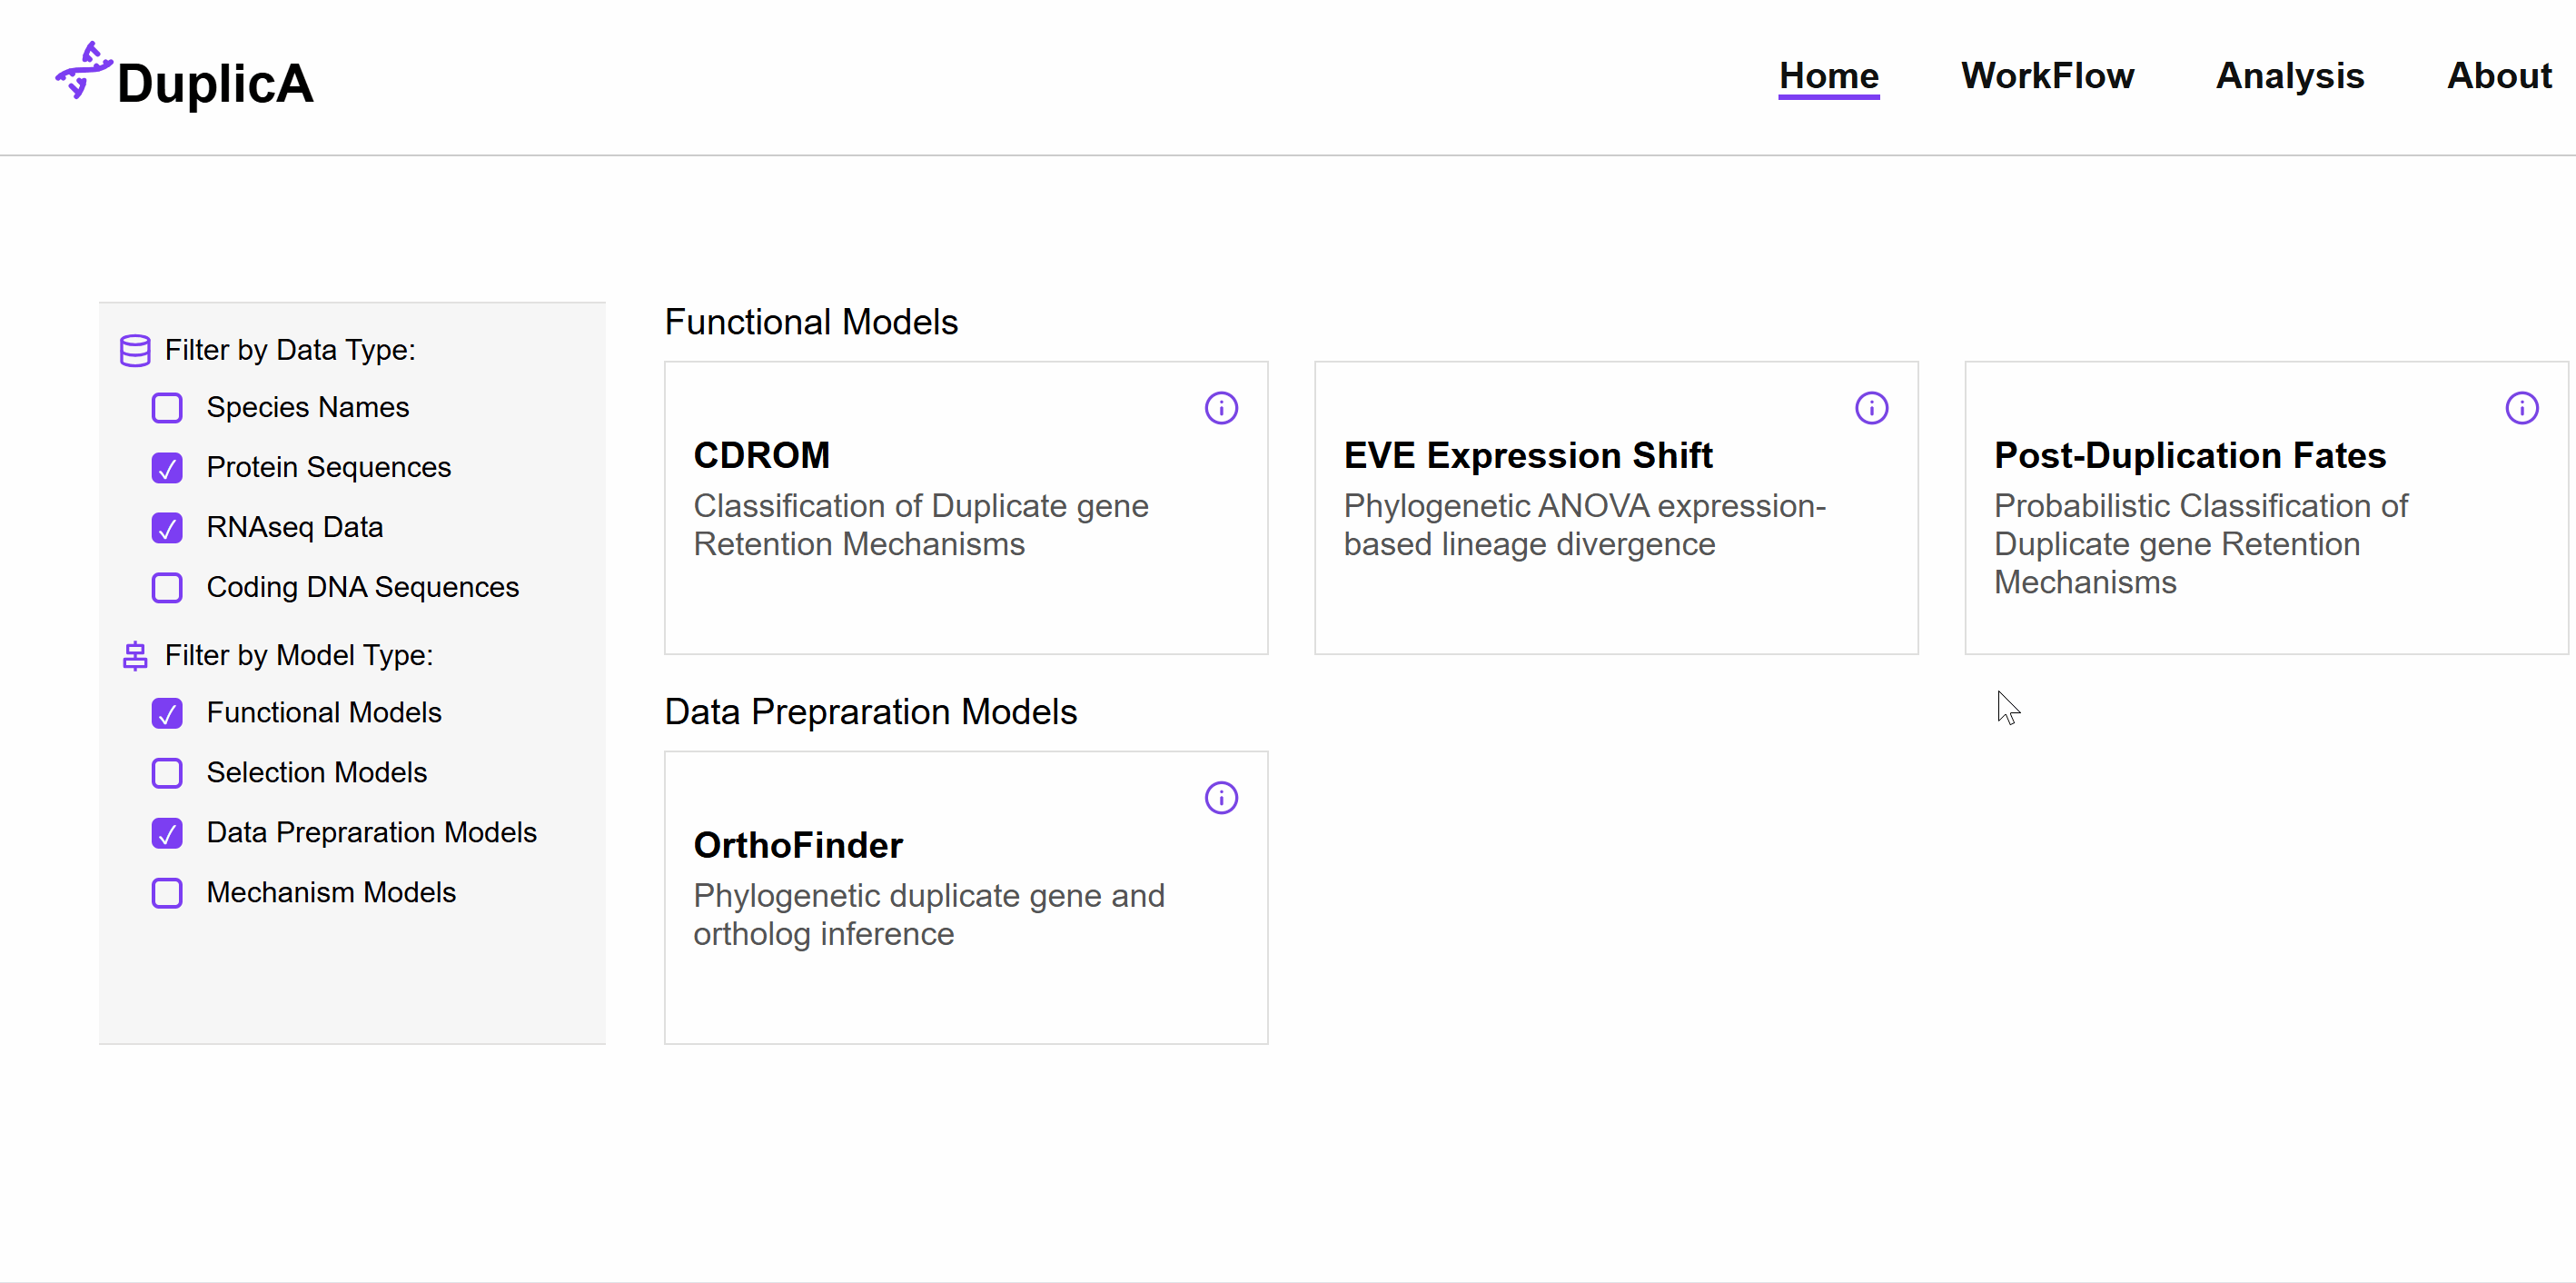 DuplicA
Home WorkFlow Analysis About
Filter by Data Type:
Species Names
Protein Sequences
RNAseq Data
Coding DNA Sequences
Filter by Model Type:
Functional Models
Selection Models
Data Prepraration Models
Mechanism Models
Functional Models
CDROM
Classification of Duplicate gene
Retention Mechanisms
EVE Expression Shift
Phylogenetic ANOVA expression-
based lineage divergence
Post-Duplication Fates
Probabilistic Classification of
Duplicate gene Retention
Mechanisms
Data Prepraration Models
OrthoFinder
Phylogenetic duplicate gene and
ortholog inference